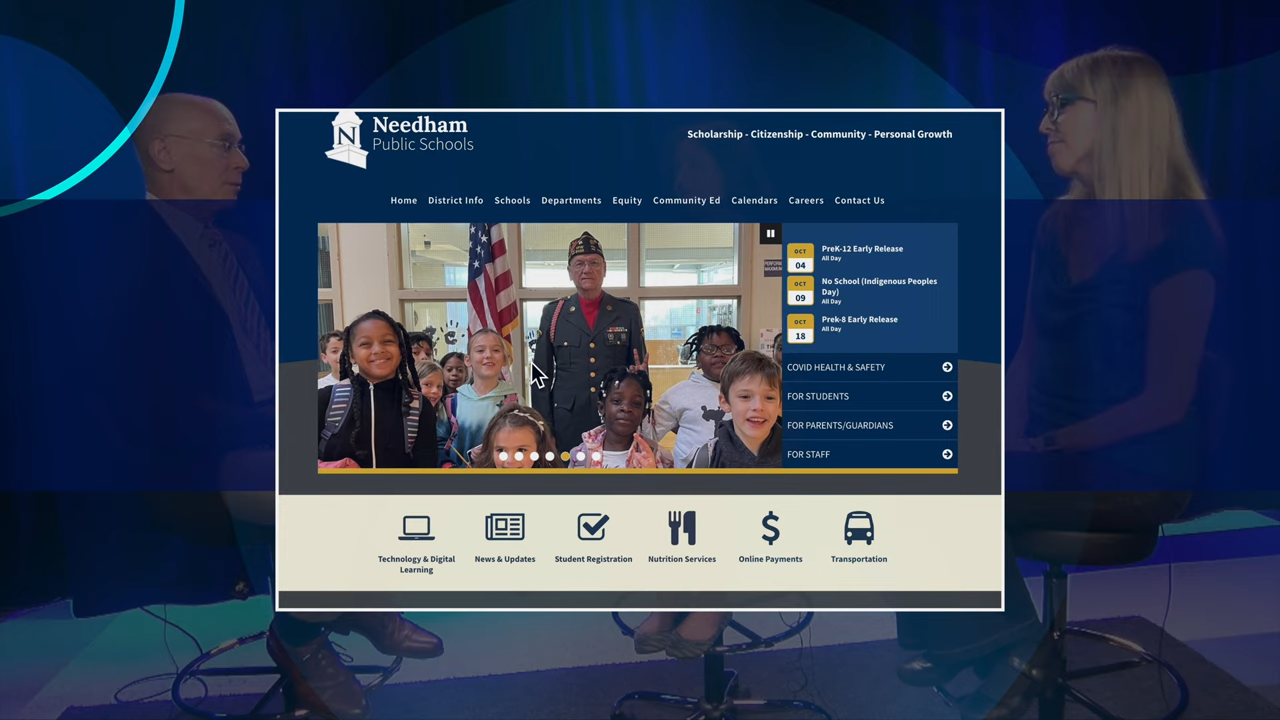 N
Needham
Public Schools
Scholarship - Citizenship - Community - Personal Growth
Home District Info Schools Departments Equity Community Ed Calendars Careers Contact Us
OCT
04
PreK-12 Early Release
All Day
OCT
09
No School (Indigenous Peoples
Day)
All Day
OCT
18
Prek-8 Early Release
All Day
COVID HEALTH & SAFETY
FOR STUDENTS
FOR PARENTS/GUARDIANS
FOR STAFF
Technology & Digital
Learning
News & Updates
Student Registration
Nutrition Services
Online Payments
Transportation